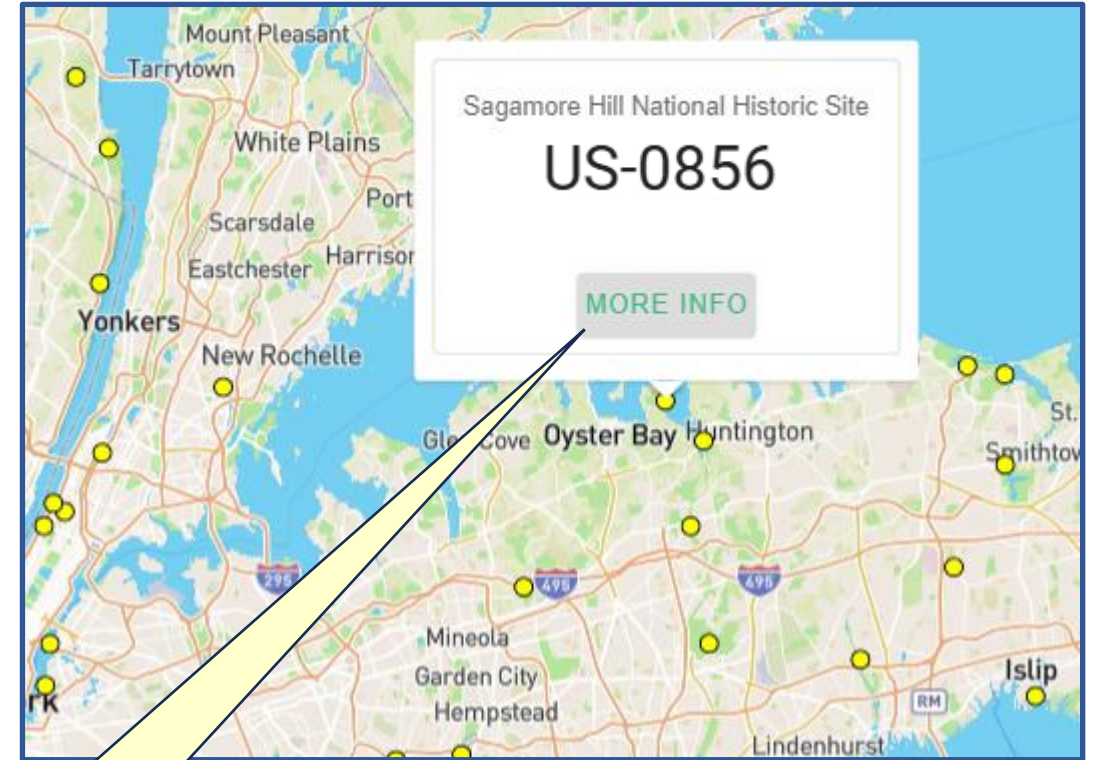 Mount Pleasant
Tarrytown
White Plains
Port
Scarsdale
Harrison
Eastchester
Yonkers
New Rochelle
Sagamore Hill National Historic Site
US-0856
MORE INFO
Glen Cove
Oyster Bay
Huntington
St.
Smithtow
295
495
495
Mineola
Garden City
Hempstead
Islip
RM
rk
Lindenhurst